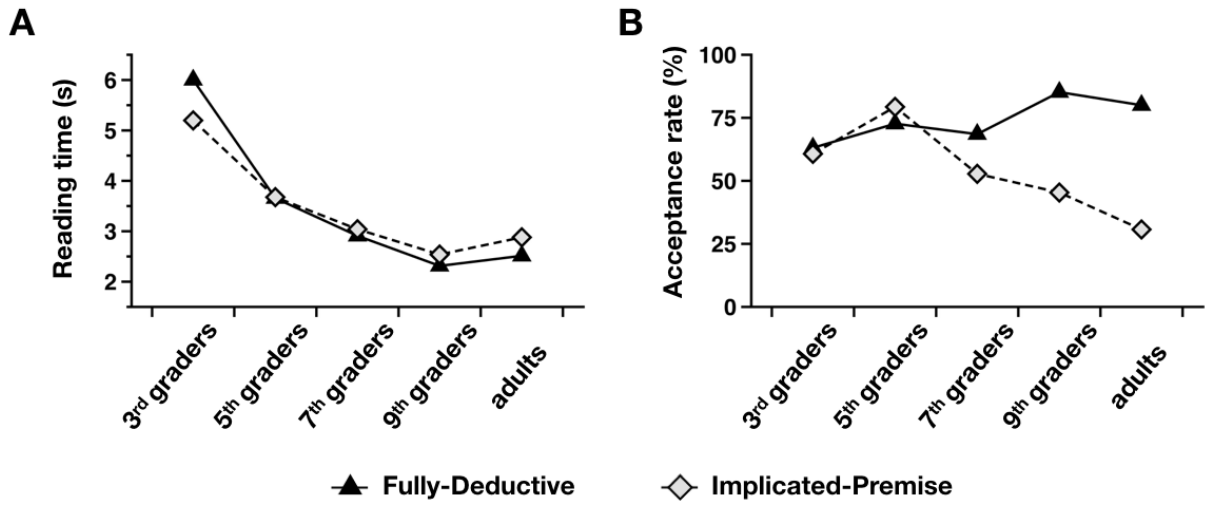 A
Reading time (s)
6
5
4
3
2
3rd graders
5th graders
7th graders
9th graders
adults
B
Acceptance rate (%)
100
75
50
25
0
3rd graders
5th graders
7th graders
9th graders
adults
Fully-Deductive
Implicated-Premise